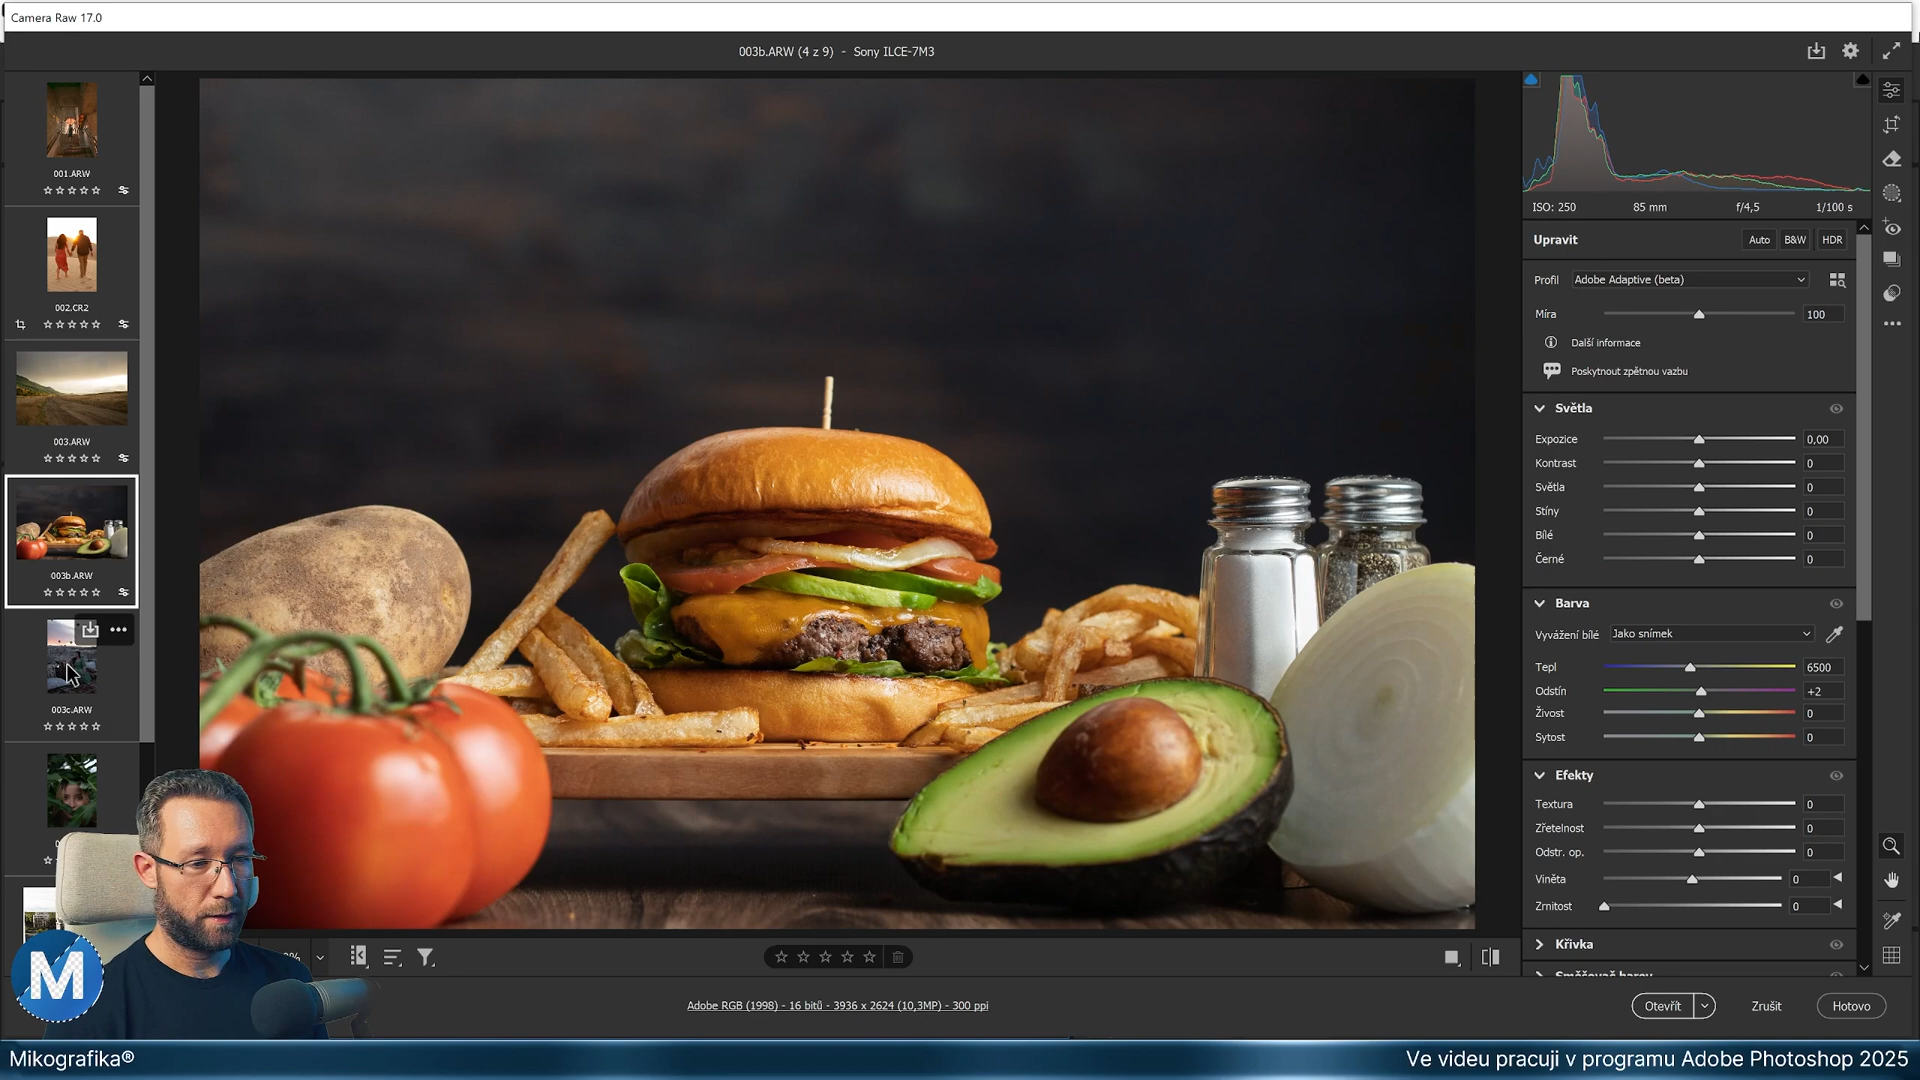 Camera Raw 17.0
003b.ARW (4 z 9) - Sony ILCE-7M3
001.ARW
002.CR2
003.ARW
003b.ARW
003c.ARW
ISO: 250 85 mm f/4,5 1/100 s
Upravit Auto B&W HDR
Profil Adobe Adaptive (beta)
Míra 100
Další informace
Poskytnout zpětnou vazbu
Světla
Expozice 0,00
Kontrast 0
Světla 0
Stíny 0
Bílé 0
Černé 0
Barva
Vyvážení bílé Jako snímek
Tepl 6500
Odstín +2
Živost 0
Sytost 0
Efekty
Textura 0
Zřetelnost 0
Odstr. op. 0
Viněta 0
Zrnitost 0
Křivka
Směšovač barev
Adobe RGB (1998) - 16 bitů - 3936 x 2624 (10,3MP) - 300 ppi
Otevřít Zrušit Hotovo
M
Mikografika® Ve videu pracuji v programu Adobe Photoshop 2025